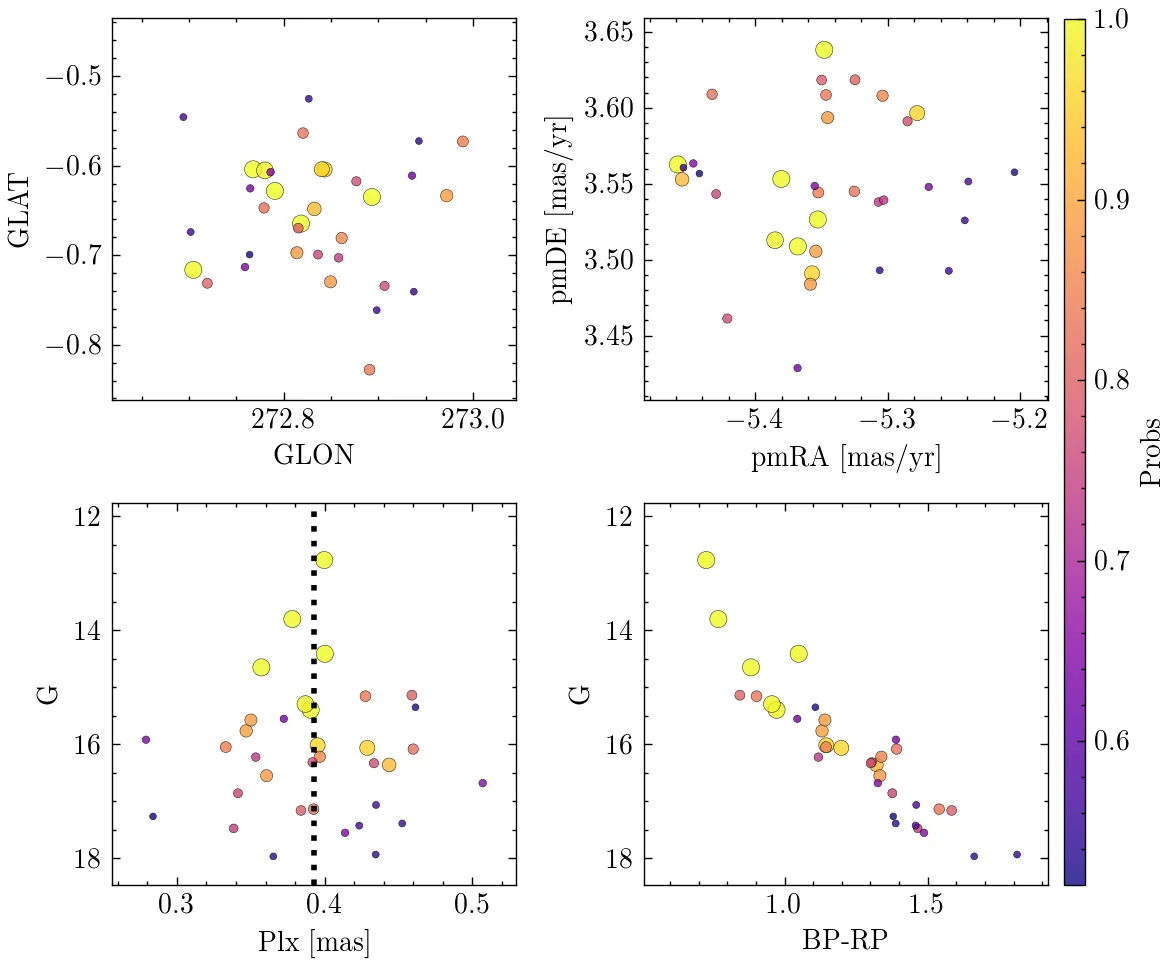 −0.5
−0.6
−0.7
−0.8
GLAT
272.8 273.0
GLON
3.65
3.60
3.55
3.50
3.45
pmDE [mas/yr]
−5.4 −5.3 −5.2
pmRA [mas/yr]
1.0
0.9
0.8
0.7
0.6
Probs
12
14
16
18
G
0.3 0.4 0.5
Plx [mas]
12
14
16
18
G
1.0 1.5
BP-RP